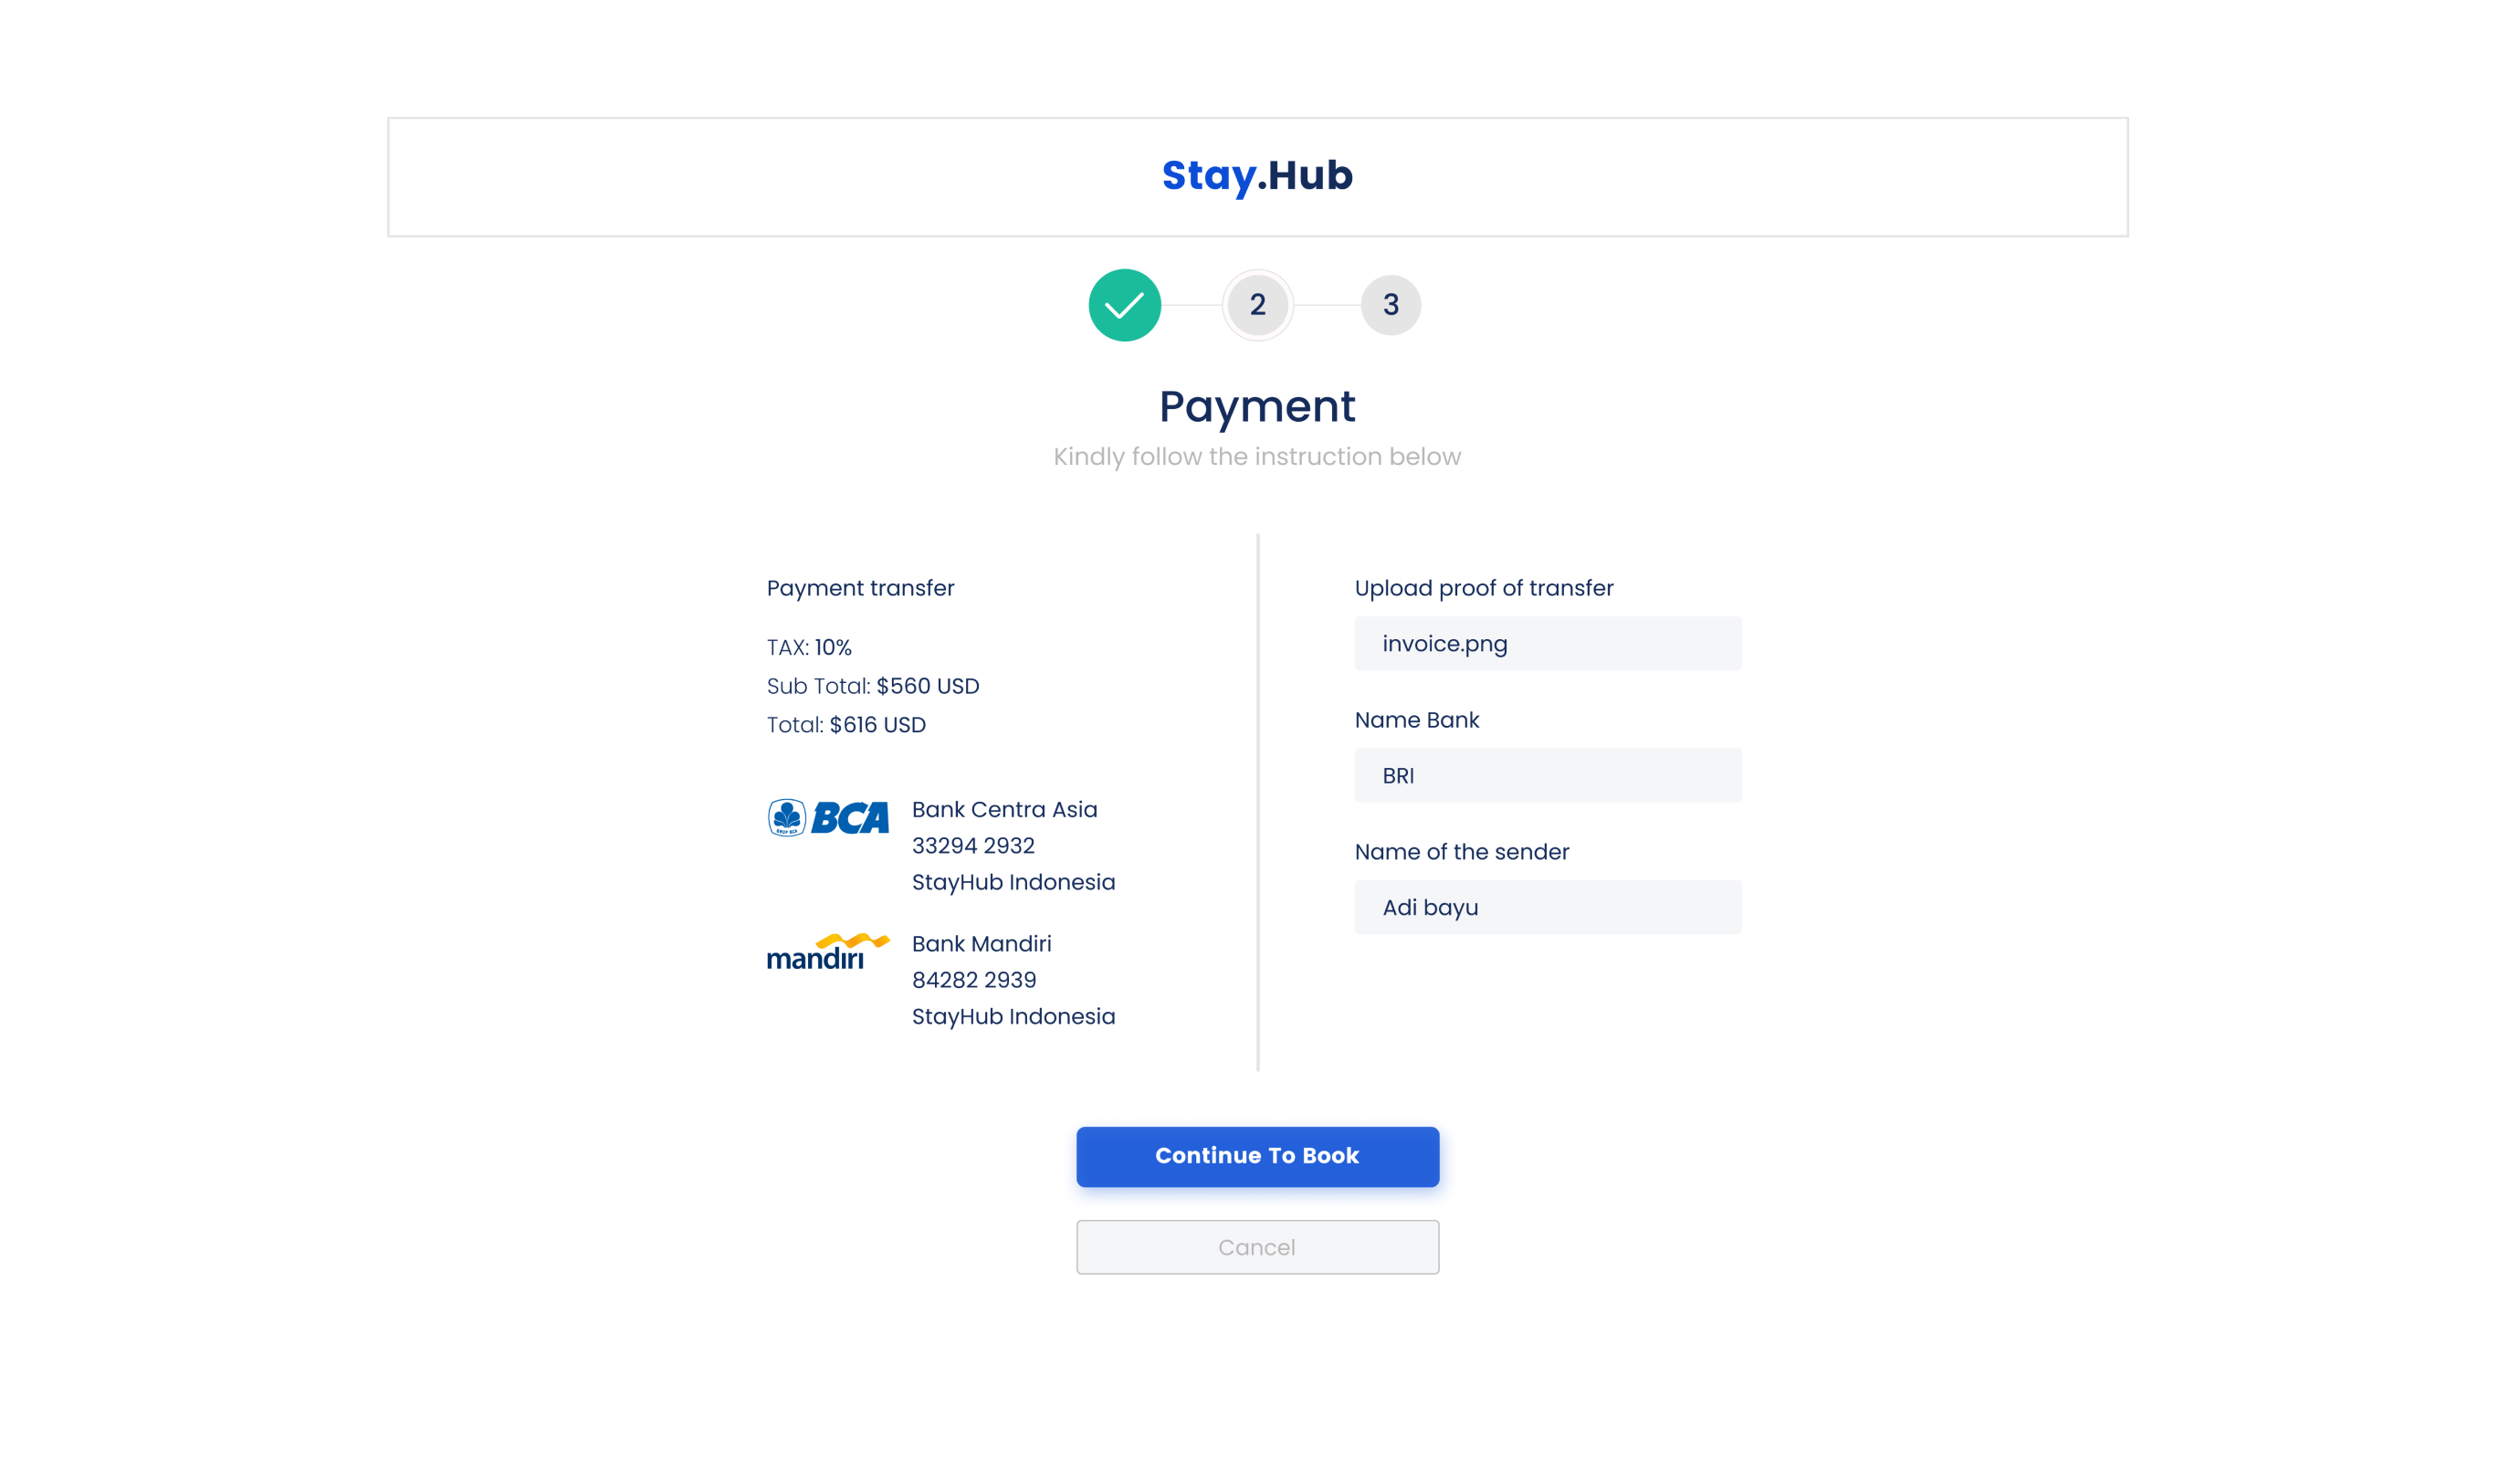 Stay.Hub
2
3
Payment
Kindly follow the instruction below
Payment transfer
TAX: 10%
Sub Total: $560 USD
Total: $616 USD
BCA
Bank Centra Asia
33294 2932
StayHub Indonesia
mandiri
Bank Mandiri
84282 2939
StayHub Indonesia
Upload proof of transfer
invoice.png
Name Bank
BRI
Name of the sender
Adi bayu
Continue To Book
Cancel